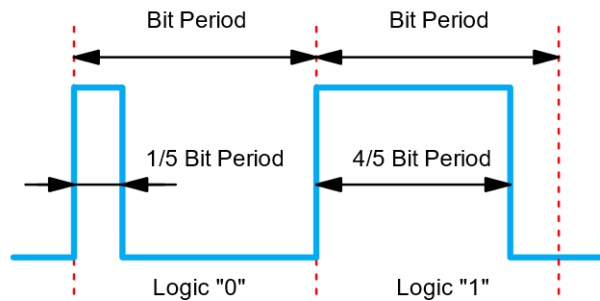 Bit Period
Bit Period
1/5 Bit Period
4/5 Bit Period
Logic "0"
Logic "1"